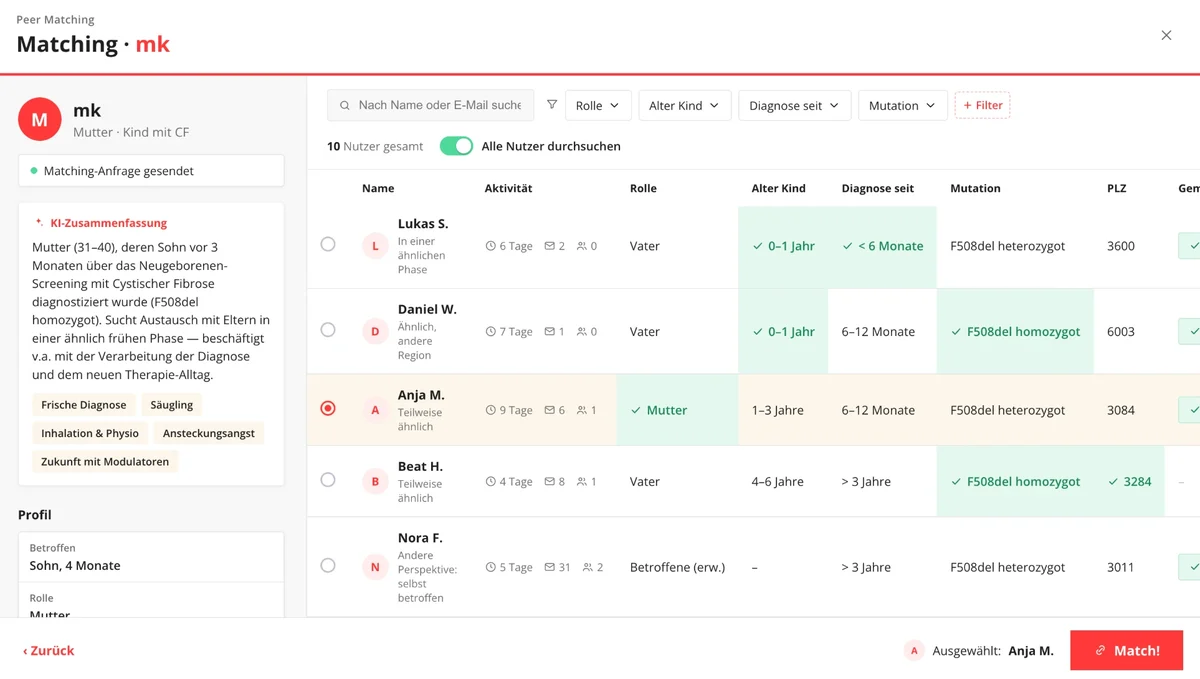 Peer Matching
Matching · mk
M
mk
Mutter · Kind mit CF
Matching-Anfrage gesendet
KI-Zusammenfassung
Mutter (31–40), deren Sohn vor 3
Monaten über das Neugeborenen-
Screening mit Cystischer Fibrose
diagnostiziert wurde (F508del
homozygot). Sucht Austausch mit Eltern in
einer ähnlich frühen Phase — beschäftigt
v.a. mit der Verarbeitung der Diagnose
und dem neuen Therapie-Alltag.
Frische Diagnose
Säugling
Inhalation & Physio
Ansteckungsangst
Zukunft mit Modulatoren
Profil
Betroffen
Sohn, 4 Monate
Rolle
Mutter
Nach Name oder E-Mail suche
Rolle
Alter Kind
Diagnose seit
Mutation
+ Filter
10 Nutzer gesamt
Alle Nutzer durchsuchen
Name Aktivität Rolle Alter Kind Diagnose seit Mutation PLZ Gem
L
Lukas S.
In einer
ähnlichen
Phase
6 Tage 2 0
Vater
0–1 Jahr
< 6 Monate
F508del heterozygot
3600
D
Daniel W.
Ähnlich,
andere
Region
7 Tage 1 0
Vater
0–1 Jahr
6–12 Monate
F508del homozygot
6003
A
Anja M.
Teilweise
ähnlich
9 Tage 6 1
Mutter
1–3 Jahre
6–12 Monate
F508del heterozygot
3084
B
Beat H.
Teilweise
ähnlich
4 Tage 8 1
Vater
4–6 Jahre
> 3 Jahre
F508del homozygot
3284
–
N
Nora F.
Andere
Perspektive:
selbst
betroffen
5 Tage 31 2
Betroffene (erw.)
–
> 3 Jahre
F508del heterozygot
3011
‹ Zurück
A
Ausgewählt: Anja M.
Match!